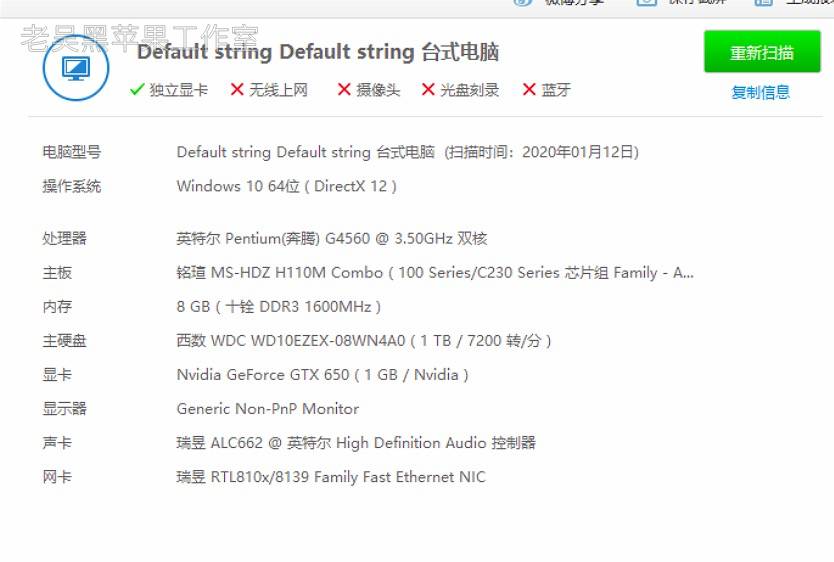 微博分享 保存截屏
老吴黑苹果工作室
Default string Default string 台式电脑
重新扫描
独立显卡 无线上网 摄像头 光盘刻录 蓝牙
复制信息
电脑型号 Default string Default string 台式电脑 (扫描时间：2020年01月12日)
操作系统 Windows 10 64位 ( DirectX 12 )
处理器 英特尔 Pentium(奔腾) G4560 @ 3.50GHz 双核
主板 铭瑄 MS-HDZ H110M Combo ( 100 Series/C230 Series 芯片组 Family - A...
内存 8 GB ( 十铨 DDR3 1600MHz )
主硬盘 西数 WDC WD10EZEX-08WN4A0 ( 1 TB / 7200 转/分 )
显卡 Nvidia GeForce GTX 650 ( 1 GB / Nvidia )
显示器 Generic Non-PnP Monitor
声卡 瑞昱 ALC662 @ 英特尔 High Definition Audio 控制器
网卡 瑞昱 RTL810x/8139 Family Fast Ethernet NIC